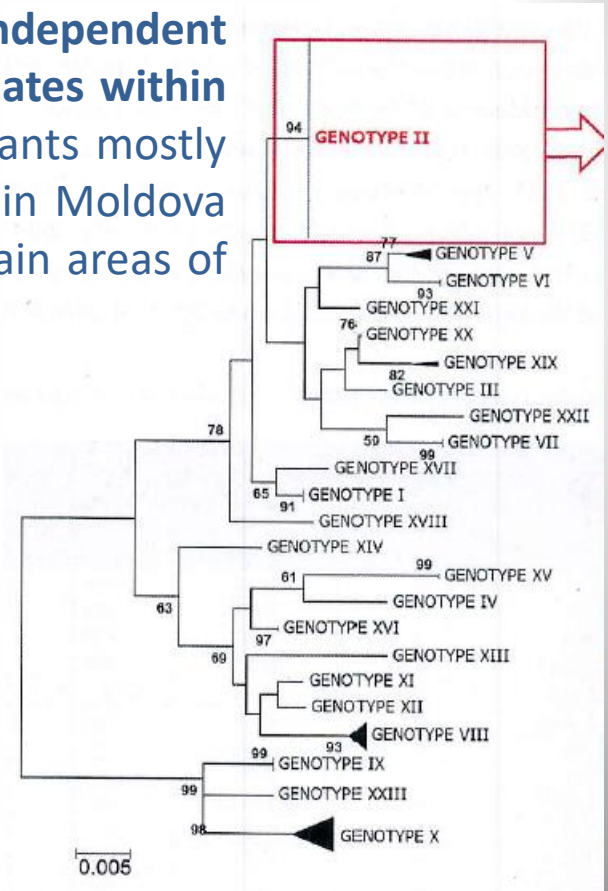 ndependent
ates within
ants mostly
in Moldova
ain areas of
94
GENOTYPE II
77
87
GENOTYPE V
GENOTYPE VI
93
GENOTYPE XXI
76
GENOTYPE XX
GENOTYPE XIX
82
GENOTYPE III
GENOTYPE XXII
59
GENOTYPE VII
99
78
GENOTYPE XVII
65
GENOTYPE I
91
GENOTYPE XVIII
GENOTYPE XIV
99
61
GENOTYPE XV
63
GENOTYPE IV
GENOTYPE XVI
97
69
GENOTYPE XIII
GENOTYPE XI
GENOTYPE XII
GENOTYPE VIII
93
99
GENOTYPE IX
99
GENOTYPE XXIII
98
GENOTYPE X
0.005